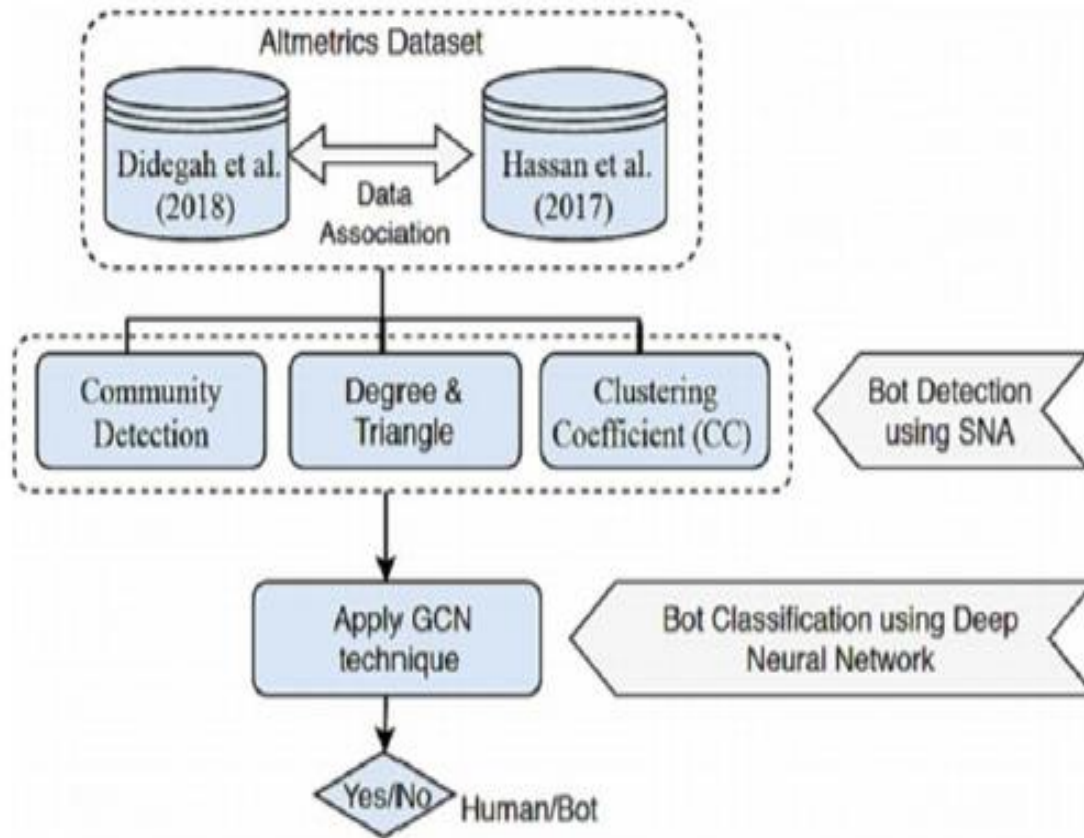 Altmetrics Dataset
Didegah et al.
(2018)
Data
Association
Hassan et al.
(2017)
Community
Detection
Degree &
Triangle
Clustering
Coefficient (CC)
Bot Detection
using SNA
Apply GCN
technique
Bot Classification using Deep
Neural Network
Yes/No
Human/Bot